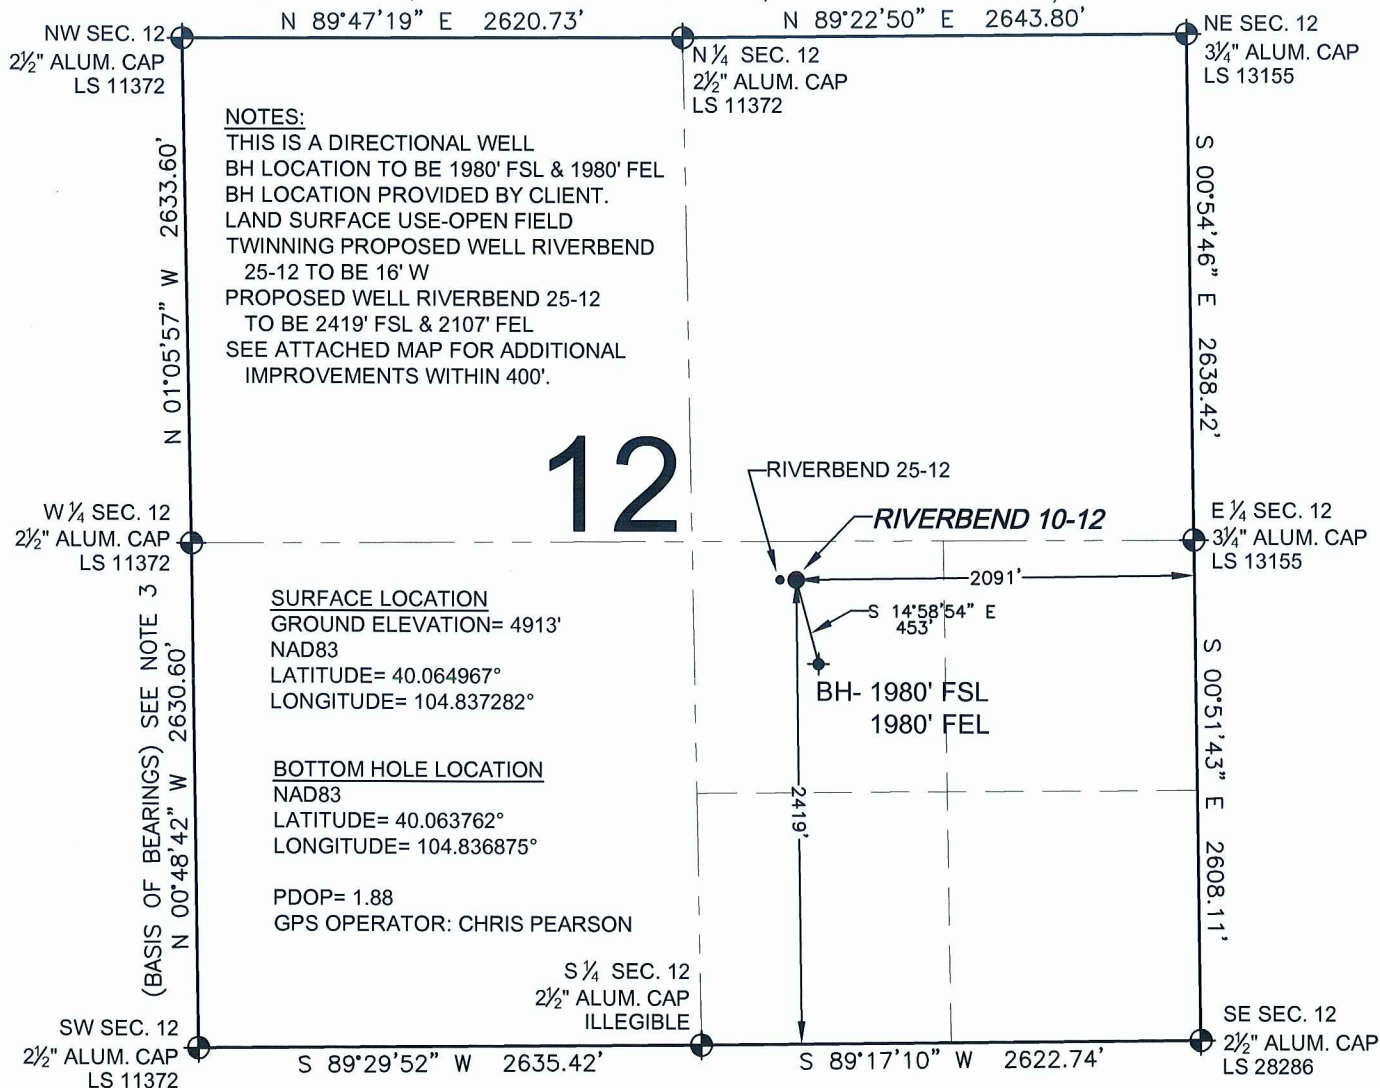 N 89°47'19" E 2620.73'
N 89°22'50" E 2643.80'
NW SEC. 12
2½" ALUM. CAP
LS 11372
N ¼ SEC. 12
2½" ALUM. CAP
LS 11372
NE SEC. 12
3¼" ALUM. CAP
LS 13155
NOTES:
THIS IS A DIRECTIONAL WELL
BH LOCATION TO BE 1980' FSL & 1980' FEL
BH LOCATION PROVIDED BY CLIENT.
LAND SURFACE USE-OPEN FIELD
TWINNING PROPOSED WELL RIVERBEND
25-12 TO BE 16' W
PROPOSED WELL RIVERBEND 25-12
TO BE 2419' FSL & 2107' FEL
SEE ATTACHED MAP FOR ADDITIONAL
IMPROVEMENTS WITHIN 400'.
N 01°05'57" W 2633.60'
S 00°54'46" E 2638.42'
12
RIVERBEND 25-12
RIVERBEND 10-12
W ¼ SEC. 12
2½" ALUM. CAP
LS 11372
E ¼ SEC. 12
3¼" ALUM. CAP
LS 13155
2091'
S 14°58'54" E
453'
BH- 1980' FSL
1980' FEL
2419'
SURFACE LOCATION
GROUND ELEVATION= 4913'
NAD83
LATITUDE= 40.064967°
LONGITUDE= 104.837282°
BOTTOM HOLE LOCATION
NAD83
LATITUDE= 40.063762°
LONGITUDE= 104.836875°
PDOP= 1.88
GPS OPERATOR: CHRIS PEARSON
(BASIS OF BEARINGS) SEE NOTE 3
N 00°48'42" W 2630.60'
S 00°51'43" E 2608.11'
S ¼ SEC. 12
2½" ALUM. CAP
ILLEGIBLE
SW SEC. 12
2½" ALUM. CAP
LS 11372
S 89°29'52" W 2635.42'
S 89°17'10" W 2622.74'
SE SEC. 12
2½" ALUM. CAP
LS 28286